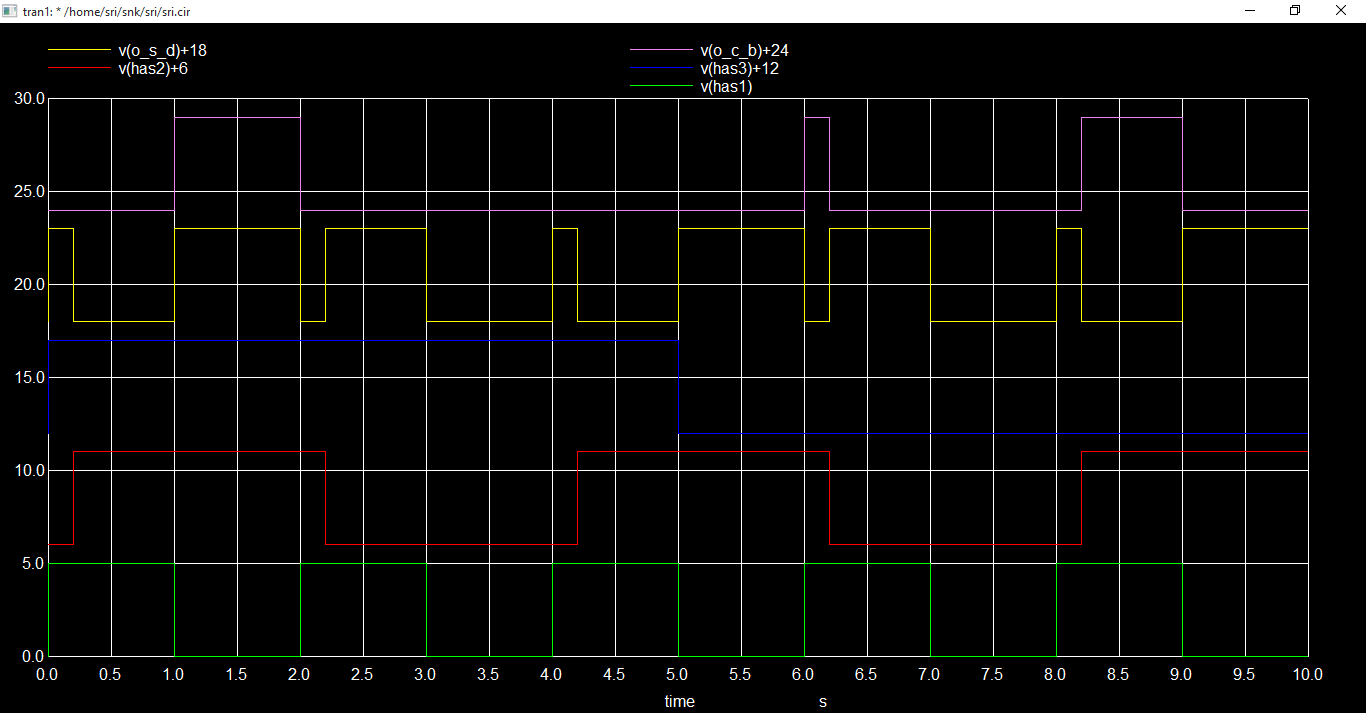 tran1: * /home/sri/snk/sri/sri.cir
v(o_s_d)+18 v(o_c_b)+24
v(has2)+6 v(has3)+12
v(has1)
30.0
25.0
20.0
15.0
10.0
5.0
0.0
0.0 0.5 1.0 1.5 2.0 2.5 3.0 3.5 4.0 4.5 5.0 5.5 6.0 6.5 7.0 7.5 8.0 8.5 9.0 9.5 10.0
time s